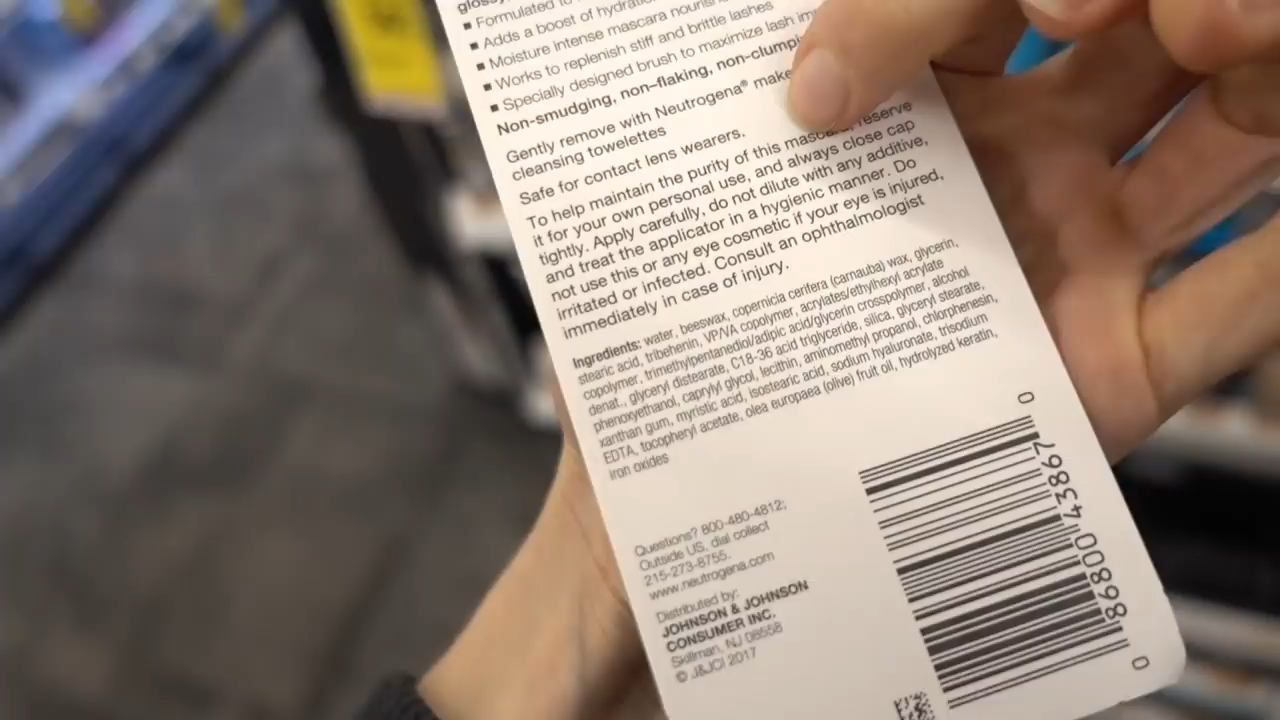 glossy
▪ Formulated to
▪ Adds a boost of hydration
▪ Moisture intense mascara nourish
▪ Works to replenish stiff and brittle lashes
▪ Specially designed brush to maximize lash im
Non-smudging, non-flaking, non-clumpi
Gently remove with Neutrogena® make
cleansing towelettes
Safe for contact lens wearers.
To help maintain the purity of this mascara, reserve
it for your own personal use, and always close cap
tightly. Apply carefully, do not dilute with any additive,
and treat the applicator in a hygienic manner. Do
not use this or any eye cosmetic if your eye is injured,
irritated or infected. Consult an ophthalmologist
immediately in case of injury.
Ingredients: water, beeswax, copernicia cerifera (carnauba) wax, glycerin,
stearic acid, tribehenin, VP/VA copolymer, acrylates/ethylhexyl acrylate
copolymer, trimethylpentanediol/adipic acid/glycerin crosspolymer, alcohol
denat., glyceryl distearate, C18-36 acid triglyceride, silica, glyceryl stearate,
phenoxyethanol, caprylyl glycol, lecithin, aminomethyl propanol, chlorphenesin,
xanthan gum, myristic acid, isostearic acid, sodium hyaluronate, trisodium
EDTA, tocopheryl acetate, olea europaea (olive) fruit oil, hydrolyzed keratin,
iron oxides
Questions? 800-480-4812;
Outside US, dial collect
215-273-8755.
www.neutrogena.com
Distributed by:
JOHNSON & JOHNSON
CONSUMER INC.
Skillman, NJ 08558
© J&JCI 2017
0 86800 43867 0